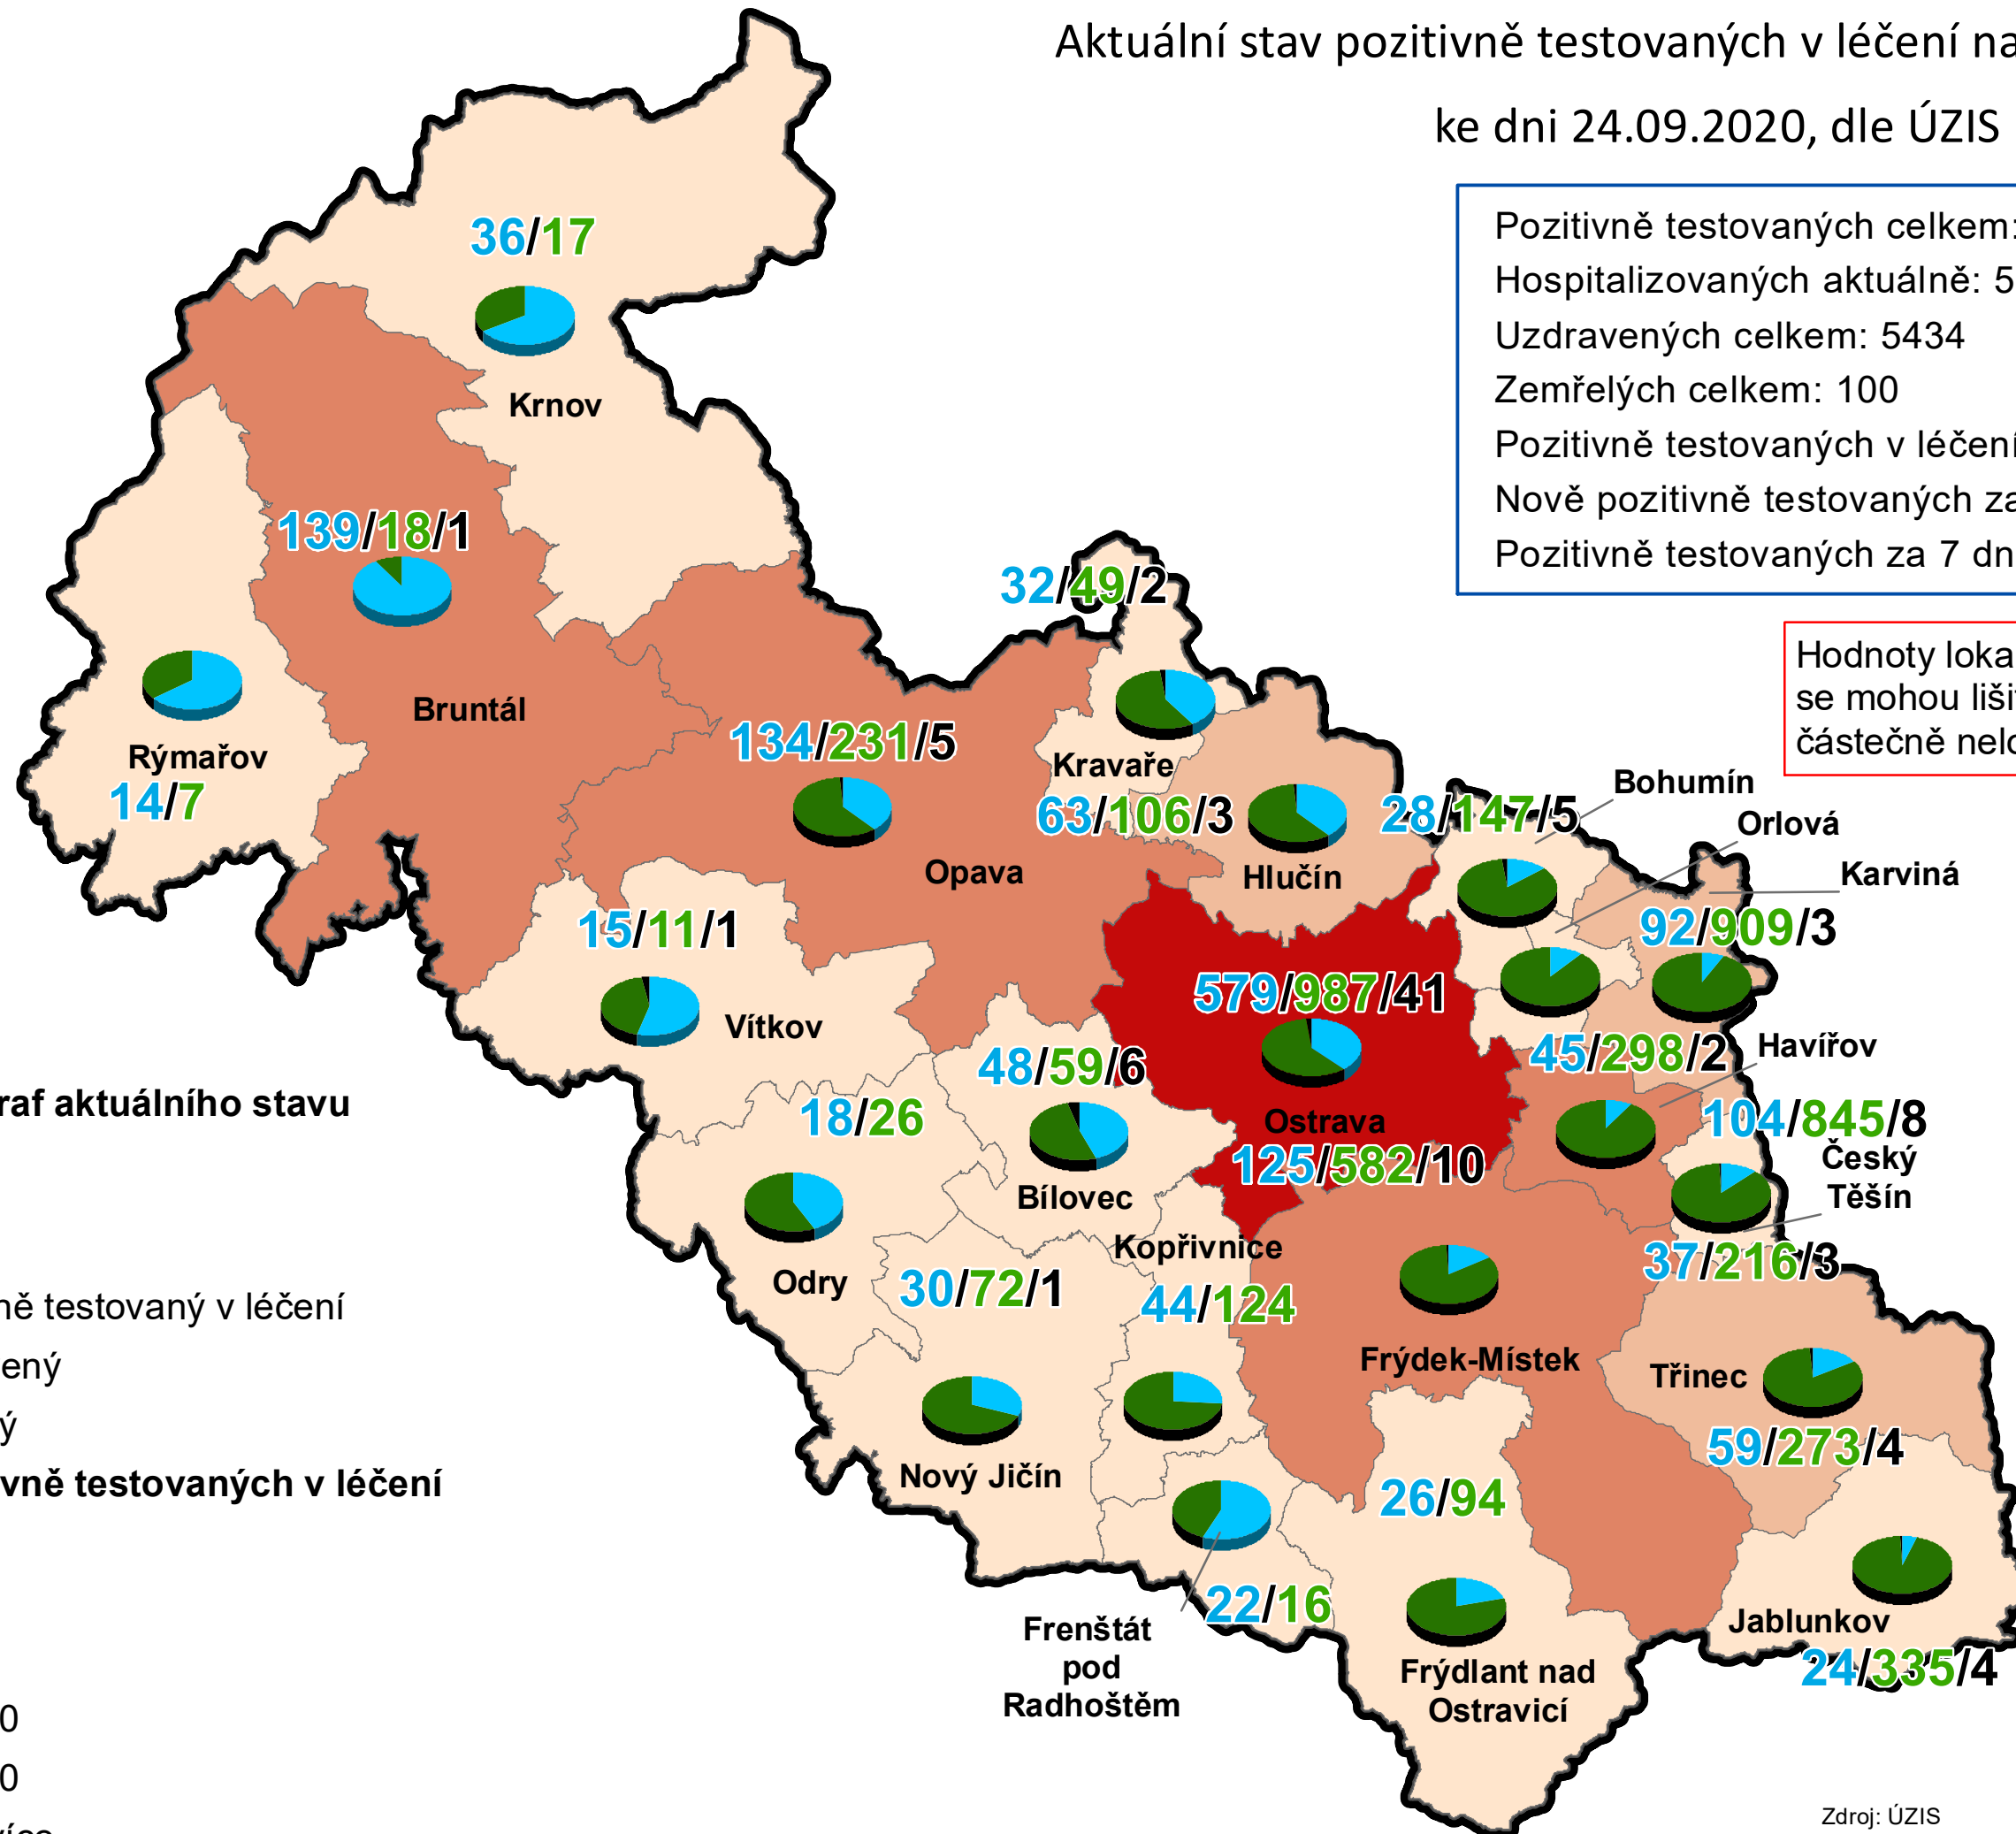 Aktuální stav pozitivně testovaných v léčení na
ke dni 24.09.2020, dle ÚZIS
Pozitivně testovaných celkem:
Hospitalizovaných aktuálně: 5
Uzdravených celkem: 5434
Zemřelých celkem: 100
Pozitivně testovaných v léčení
Nově pozitivně testovaných za
Pozitivně testovaných za 7 dn
Hodnoty loka
se mohou liši
částečně nelo
36/17
Krnov
139/18/1
Bruntál
Rýmařov
14/7
32/49/2
Kravaře
134/231/5
Opava
63/106/3
Hlučín
28/147/5
Bohumín
Orlová
Karviná
92/909/3
15/11/1
Vítkov
579/987/41
Ostrava
125/582/10
45/298/2
Havířov
104/845/8
Český
Těšín
37/216/3
48/59/6
Bílovec
18/26
Odry
30/72/1
Nový Jičín
Kopřivnice
44/124
Frýdek-Místek
Třinec
59/273/4
26/94
Frýdlant nad
Ostravicí
22/16
Frenštát
pod
Radhoštěm
Jablunkov
24/335/4
raf aktuálního stavu
ně testovaný v léčení
ený
ý
vně testovaných v léčení
0
0
více
Zdroj: ÚZIS